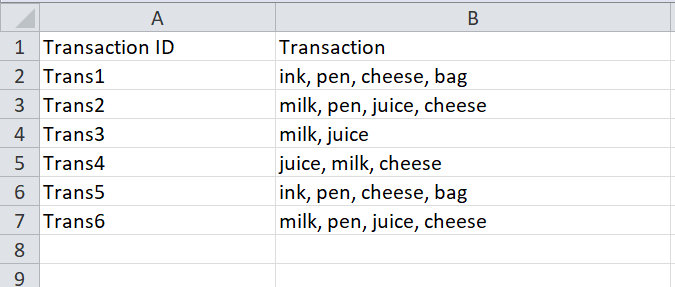 A B
1 Transaction ID Transaction
2 Trans1 ink, pen, cheese, bag
3 Trans2 milk, pen, juice, cheese
4 Trans3 milk, juice
5 Trans4 juice, milk, cheese
6 Trans5 ink, pen, cheese, bag
7 Trans6 milk, pen, juice, cheese
8
9